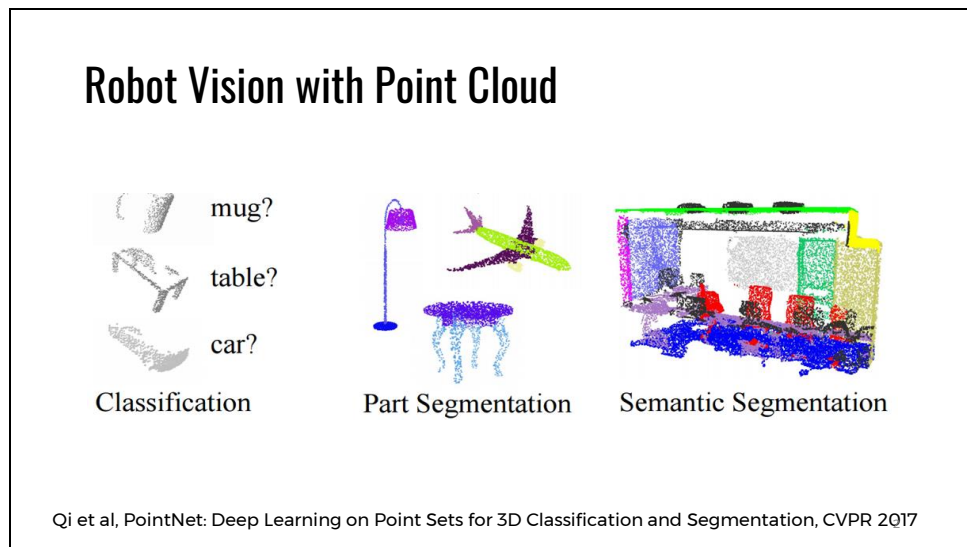 Robot Vision with Point Cloud
mug?
table?
car?
Classification
Part Segmentation
Semantic Segmentation
Qi et al, PointNet: Deep Learning on Point Sets for 3D Classification and Segmentation, CVPR 2017